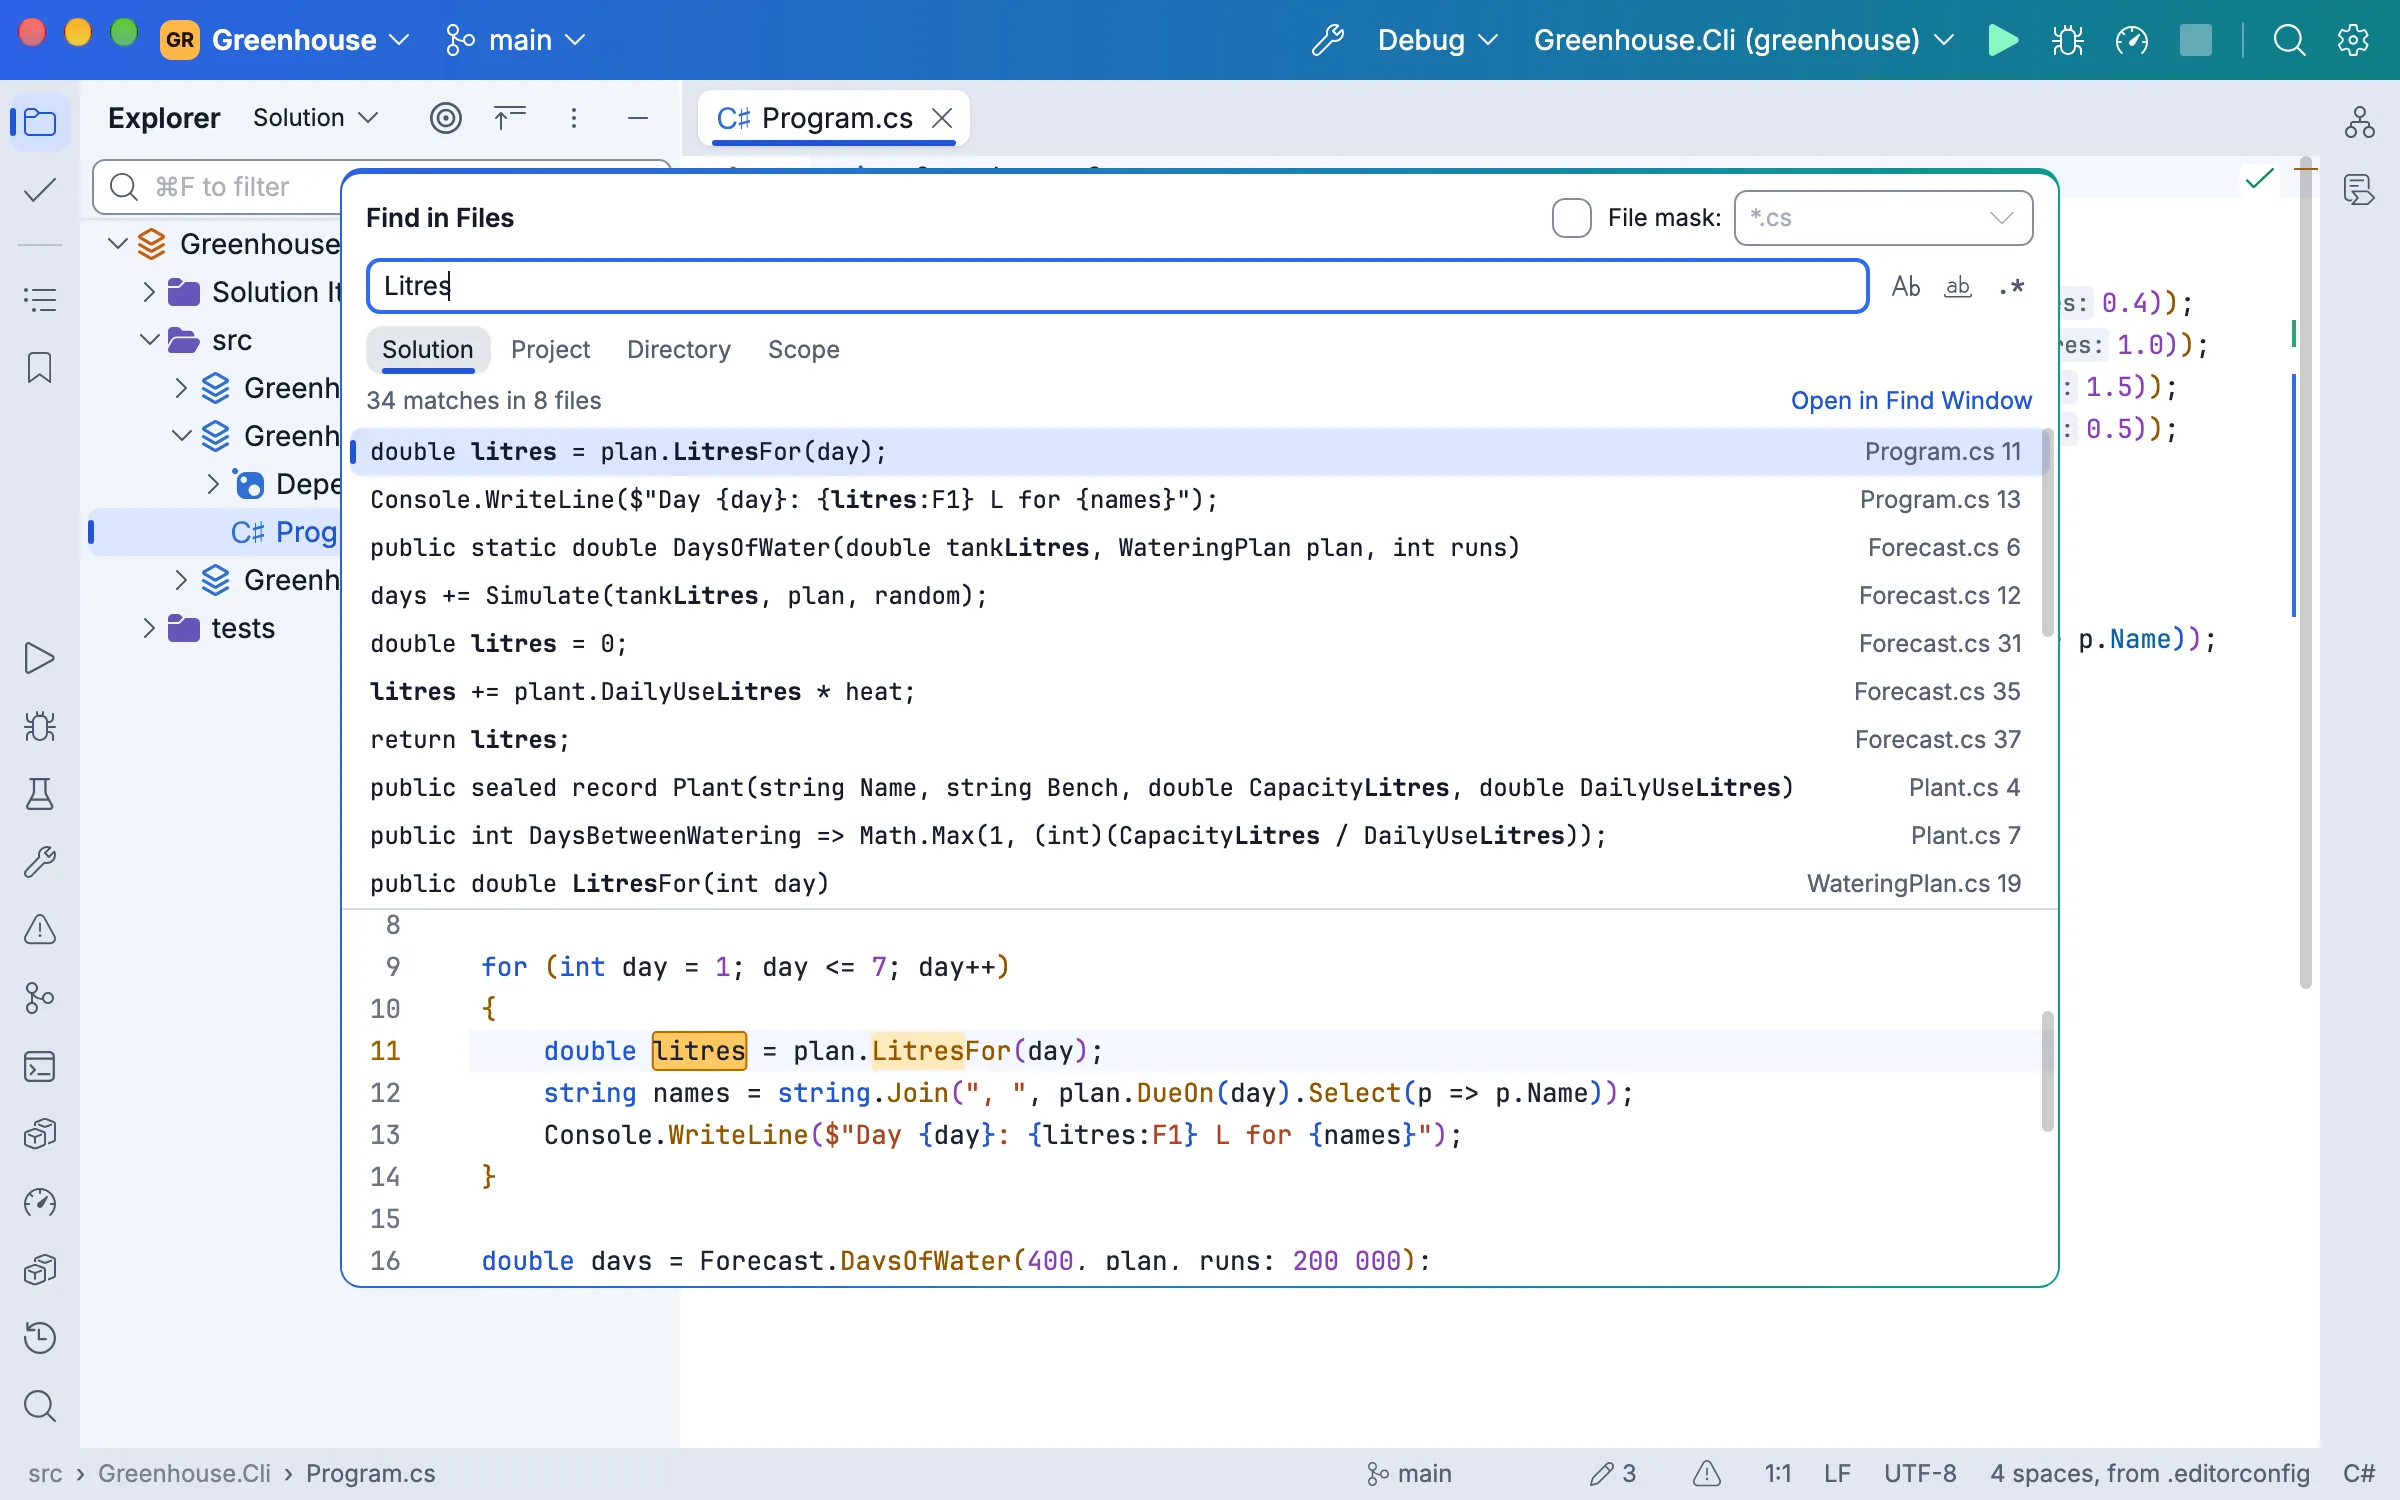 GR Greenhouse main Debug Greenhouse.Cli (greenhouse)
Explorer Solution C# Program.cs
⌘F to filter
Greenhouse
Solution It
src
Greenh
Greenh
Depe
C# Prog
Greenh
tests
Find in Files File mask: *.cs
Litres Ab ab .*
Solution Project Directory Scope
34 matches in 8 files Open in Find Window
double litres = plan.LitresFor(day); Program.cs 11
Console.WriteLine($"Day {day}: {litres:F1} L for {names}"); Program.cs 13
public static double DaysOfWater(double tankLitres, WateringPlan plan, int runs) Forecast.cs 6
days += Simulate(tankLitres, plan, random); Forecast.cs 12
double litres = 0; Forecast.cs 31
litres += plant.DailyUseLitres * heat; Forecast.cs 35
return litres; Forecast.cs 37
public sealed record Plant(string Name, string Bench, double CapacityLitres, double DailyUseLitres) Plant.cs 4
public int DaysBetweenWatering => Math.Max(1, (int)(CapacityLitres / DailyUseLitres)); Plant.cs 7
public double LitresFor(int day) WateringPlan.cs 19
8
9 for (int day = 1; day <= 7; day++)
10 {
11 double litres = plan.LitresFor(day);
12 string names = string.Join(", ", plan.DueOn(day).Select(p => p.Name));
13 Console.WriteLine($"Day {day}: {litres:F1} L for {names}");
14 }
15
16 double days = Forecast.DaysOfWater(400, plan, runs: 200_000);
es: 0.4));
res: 1.0));
: 1.5));
: 0.5));
p.Name));
src › Greenhouse.Cli › Program.cs main 3 1:1 LF UTF-8 4 spaces, from .editorconfig C#